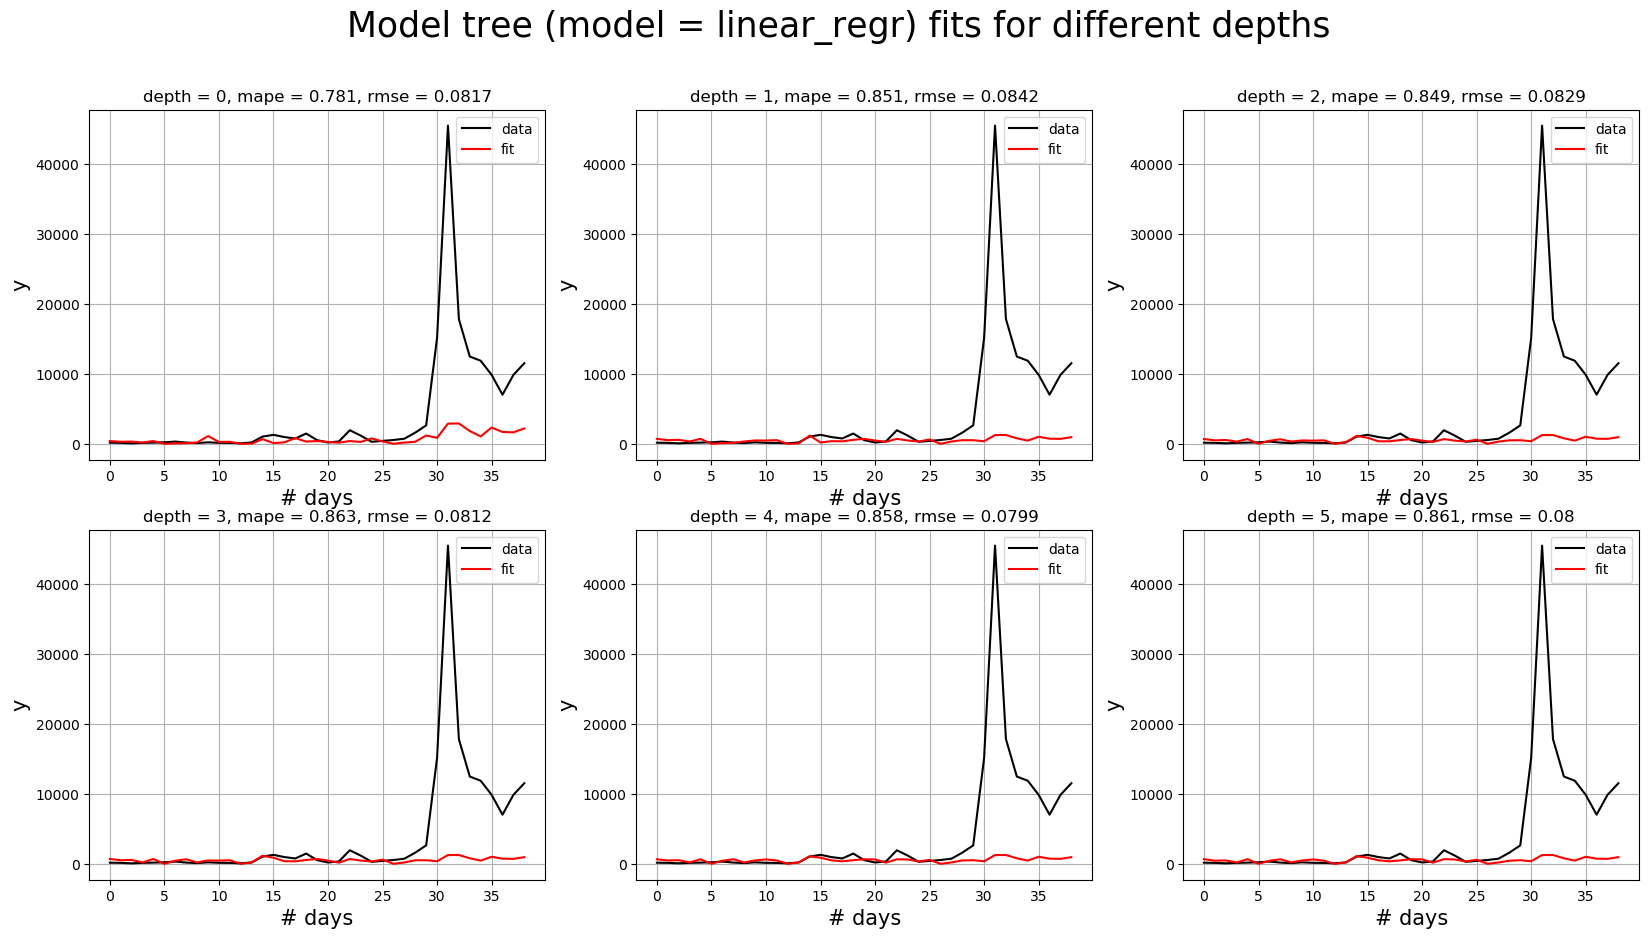 Model tree (model = linear_regr) fits for different depths
depth = 0, mape = 0.781, rmse = 0.0817
data
fit
40000
30000
20000
10000
0
y
0 5 10 15 20 25 30 35
# days
depth = 1, mape = 0.851, rmse = 0.0842
data
fit
40000
30000
20000
10000
0
y
0 5 10 15 20 25 30 35
# days
depth = 2, mape = 0.849, rmse = 0.0829
data
fit
40000
30000
20000
10000
0
y
0 5 10 15 20 25 30 35
# days
depth = 3, mape = 0.863, rmse = 0.0812
data
fit
40000
30000
20000
10000
0
y
0 5 10 15 20 25 30 35
# days
depth = 4, mape = 0.858, rmse = 0.0799
data
fit
40000
30000
20000
10000
0
y
0 5 10 15 20 25 30 35
# days
depth = 5, mape = 0.861, rmse = 0.08
data
fit
40000
30000
20000
10000
0
y
0 5 10 15 20 25 30 35
# days